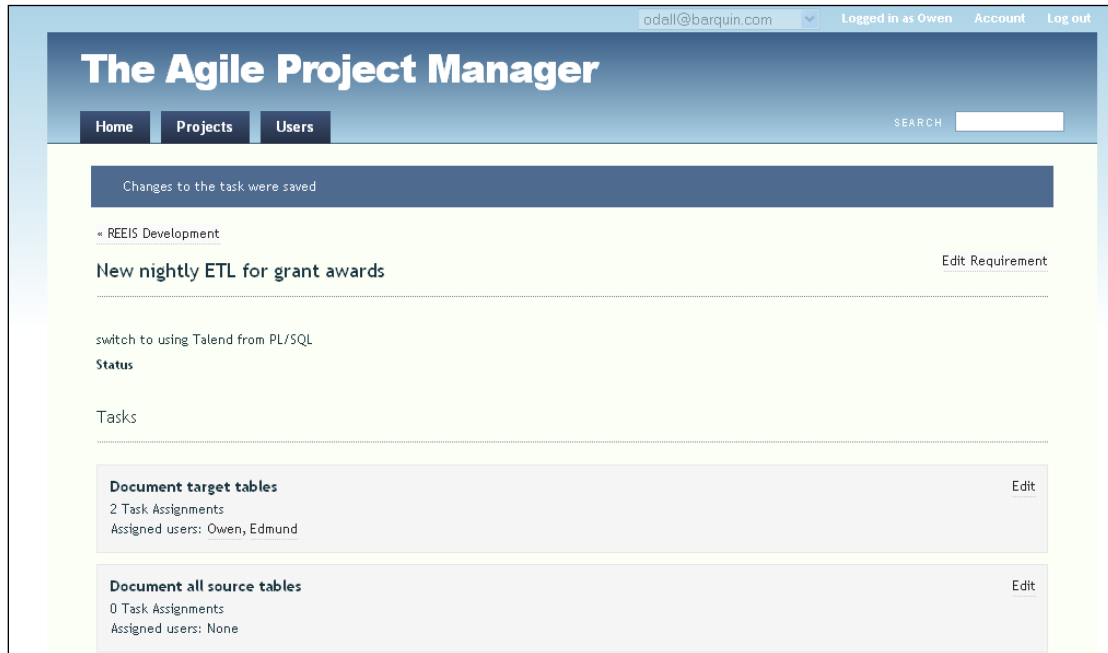 odall@barquin.com Logged in as Owen Account Log out
The Agile Project Manager
Home Projects Users SEARCH
Changes to the task were saved
« REEIS Development
New nightly ETL for grant awards Edit Requirement
switch to using Talend from PL/SQL
Status
Tasks
Document target tables Edit
2 Task Assignments
Assigned users: Owen, Edmund
Document all source tables Edit
0 Task Assignments
Assigned users: None